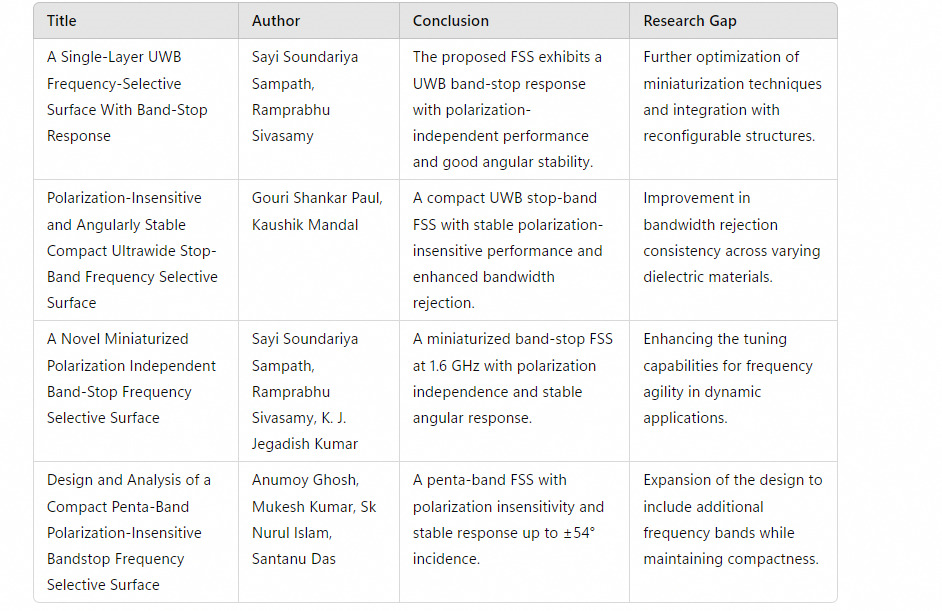 Title Author Conclusion Research Gap
A Single-Layer UWB
Frequency-Selective
Surface With Band-Stop
Response
Sayi Soundariya
Sampath,
Ramprabhu
Sivasamy
The proposed FSS exhibits a
UWB band-stop response
with polarization-
independent performance
and good angular stability.
Further optimization of
miniaturization techniques
and integration with
reconfigurable structures.
Polarization-Insensitive
and Angularly Stable
Compact Ultrawide Stop-
Band Frequency Selective
Surface
Gouri Shankar Paul,
Kaushik Mandal
A compact UWB stop-band
FSS with stable polarization-
insensitive performance and
enhanced bandwidth
rejection.
Improvement in
bandwidth rejection
consistency across varying
dielectric materials.
A Novel Miniaturized
Polarization Independent
Band-Stop Frequency
Selective Surface
Sayi Soundariya
Sampath,
Ramprabhu
Sivasamy, K. J.
Jegadish Kumar
A miniaturized band-stop FSS
at 1.6 GHz with polarization
independence and stable
angular response.
Enhancing the tuning
capabilities for frequency
agility in dynamic
applications.
Design and Analysis of a
Compact Penta-Band
Polarization-Insensitive
Bandstop Frequency
Selective Surface
Anumoy Ghosh,
Mukesh Kumar, Sk
Nurul Islam,
Santanu Das
A penta-band FSS with
polarization insensitivity and
stable response up to ±54°
incidence.
Expansion of the design to
include additional
frequency bands while
maintaining compactness.